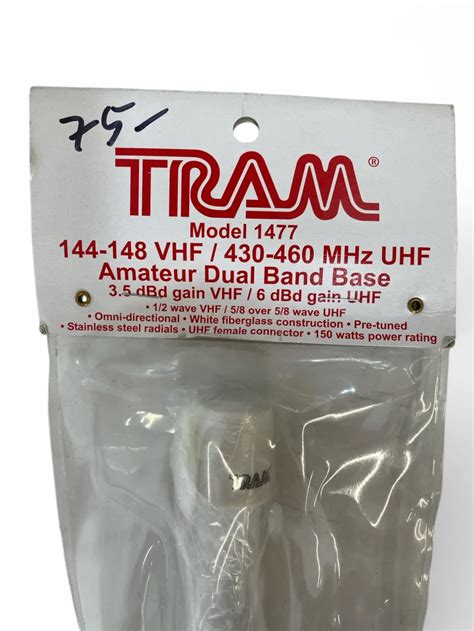 75-
TRAM®
Model 1477
144-148 VHF / 430-460 MHz UHF
Amateur Dual Band Base
3.5 dBd gain VHF / 6 dBd gain UHF
• 1/2 wave VHF / 5/8 over 5/8 wave UHF
• Omni-directional • White fiberglass construction • Pre-tuned
• Stainless steel radials • UHF female connector • 150 watts power rating
TRAM